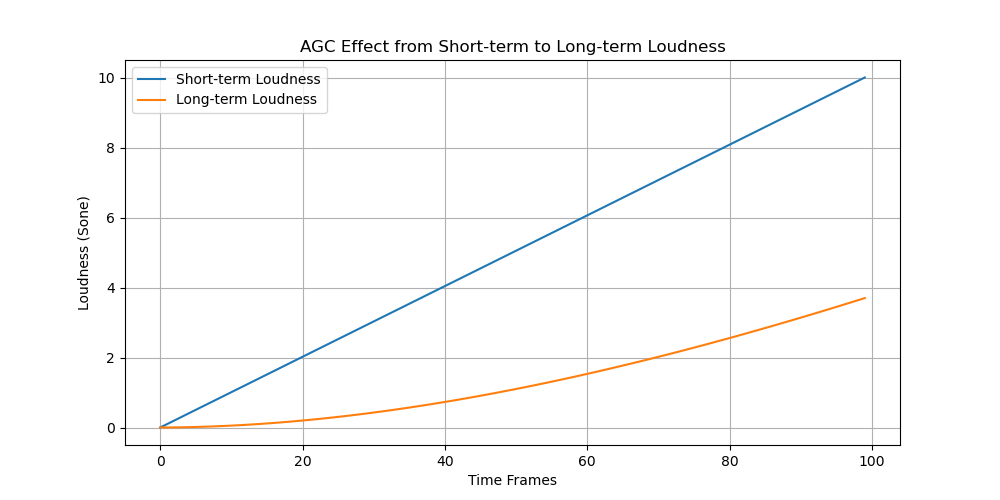 AGC Effect from Short-term to Long-term Loudness
Short-term Loudness
Long-term Loudness
Loudness (Sone)
10
8
6
4
2
0
0 20 40 60 80 100
Time Frames